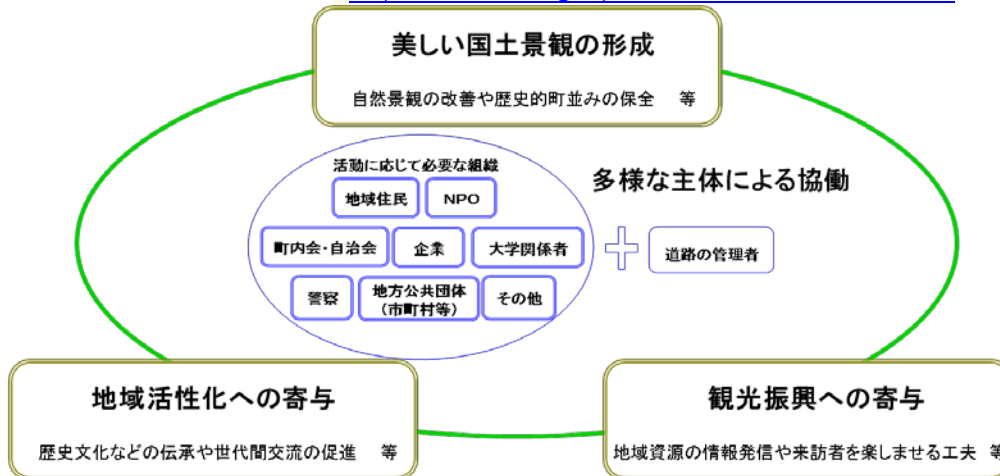 美しい国土景観の形成
自然景観の改善や歴史的町並みの保全 等
活動に応じて必要な組織
地域住民
NPO
町内会・自治会
企業
大学関係者
警察
地方公共団体
(市町村等)
その他
多様な主体による協働
道路の管理者
地域活性化への寄与
歴史文化などの伝承や世代間交流の促進 等
観光振興への寄与
地域資源の情報発信や来訪者を楽しませる工夫 等